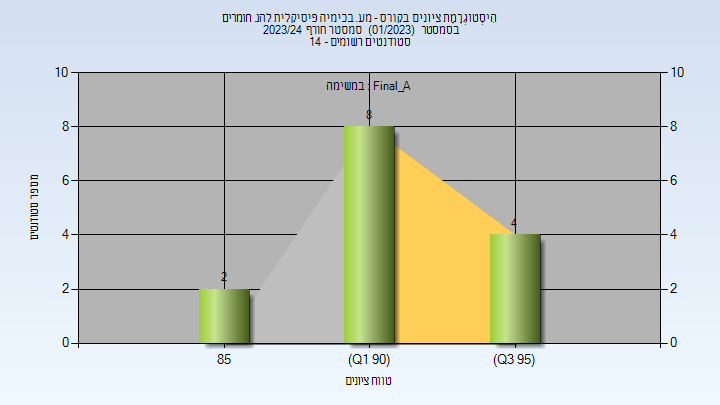 הִיסְטוֹגְרָמַת ציונים בקורס - מע. בכימיה פיסיקלית להנ. חומרים
בסמסטר (01/2023) סמסטר חורף 2023/24
סטודנטים רשומים - 14
במשימה : Final_A
מספר סטודנטים
10 10
8 8
6 6
4 4
2 2
0 0
2
8
4
85
(Q1 90)
(Q3 95)
טווח ציונים